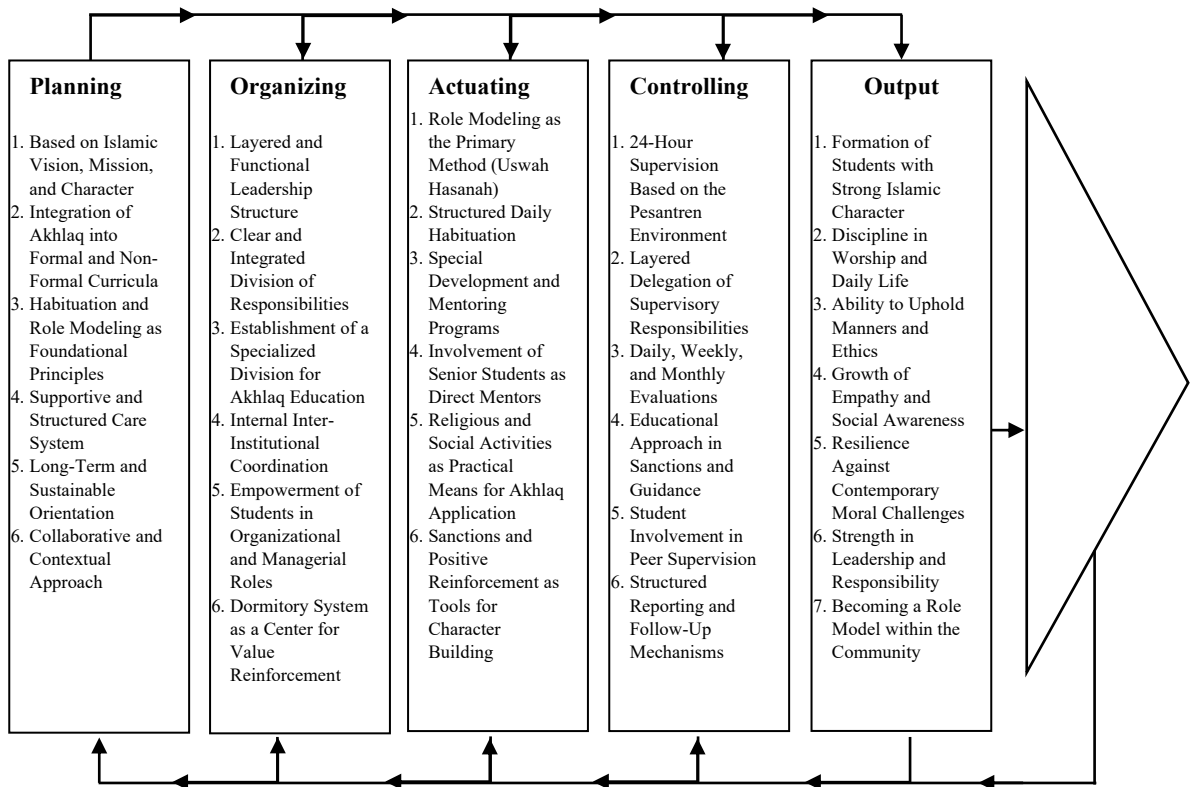 Planning
1. Based on Islamic
Vision, Mission,
and Character
2. Integration of
Akhlaq into
Formal and Non-
Formal Curricula
3. Habituation and
Role Modeling as
Foundational
Principles
4. Supportive and
Structured Care
System
5. Long-Term and
Sustainable
Orientation
6. Collaborative and
Contextual
Approach
Organizing
1. Layered and
Functional
Leadership
Structure
2. Clear and
Integrated
Division of
Responsibilities
3. Establishment of a
Specialized
Division for
Akhlaq Education
4. Internal Inter-
Institutional
Coordination
5. Empowerment of
Students in
Organizational
and Managerial
Roles
6. Dormitory System
as a Center for
Value
Reinforcement
Actuating
1. Role Modeling as
the Primary
Method (Uswah
Hasanah)
2. Structured Daily
Habituation
3. Special
Development and
Mentoring
Programs
4. Involvement of
Senior Students as
Direct Mentors
5. Religious and
Social Activities
as Practical
Means for Akhlaq
Application
6. Sanctions and
Positive
Reinforcement as
Tools for
Character
Building
Controlling
1. 24-Hour
Supervision
Based on the
Pesantren
Environment
2. Layered
Delegation of
Supervisory
Responsibilities
3. Daily, Weekly,
and Monthly
Evaluations
4. Educational
Approach in
Sanctions and
Guidance
5. Student
Involvement in
Peer Supervision
6. Structured
Reporting and
Follow-Up
Mechanisms
Output
1. Formation of
Students with
Strong Islamic
Character
2. Discipline in
Worship and
Daily Life
3. Ability to Uphold
Manners and
Ethics
4. Growth of
Empathy and
Social Awareness
5. Resilience
Against
Contemporary
Moral Challenges
6. Strength in
Leadership and
Responsibility
7. Becoming a Role
Model within the
Community